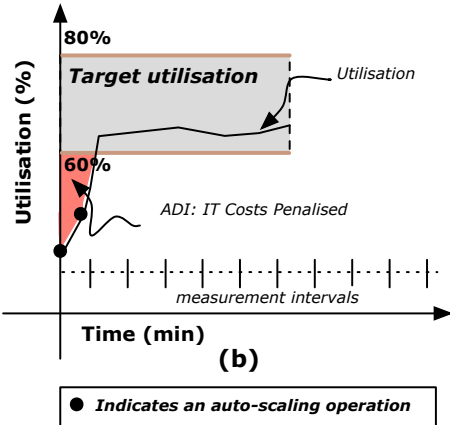 80%
Target utilisation
Utilisation
Utilisation (%)
60%
ADI: IT Costs Penalised
measurement intervals
Time (min)
(b)
Indicates an auto-scaling operation